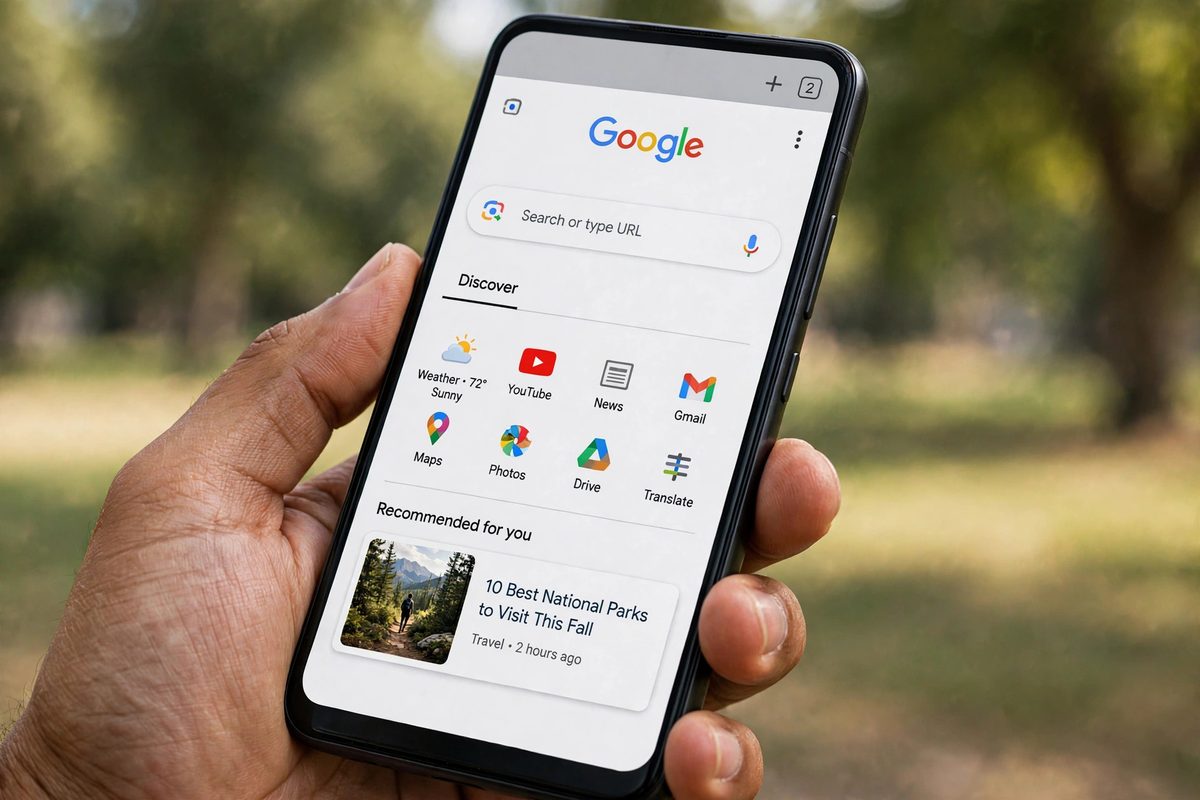 2
Google
Search or type URL
Discover
Weather • 72°
Sunny
YouTube
News
Gmail
Maps
Photos
Drive
Translate
Recommended for you
10 Best National Parks
to Visit This Fall
Travel • 2 hours ago